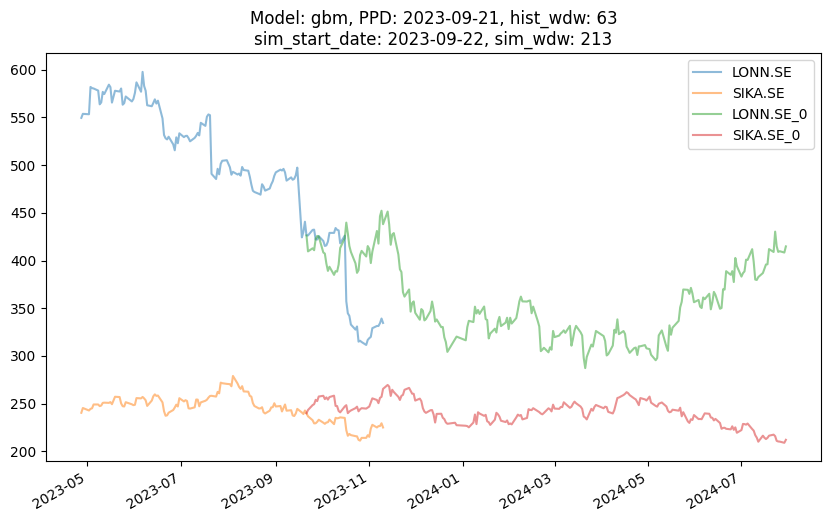 Model: gbm, PPD: 2023-09-21, hist_wdw: 63
sim_start_date: 2023-09-22, sim_wdw: 213
LONN.SE
SIKA.SE
LONN.SE_0
SIKA.SE_0
600
550
500
450
400
350
300
250
200
2023-05
2023-07
2023-09
2023-11
2024-01
2024-03
2024-05
2024-07